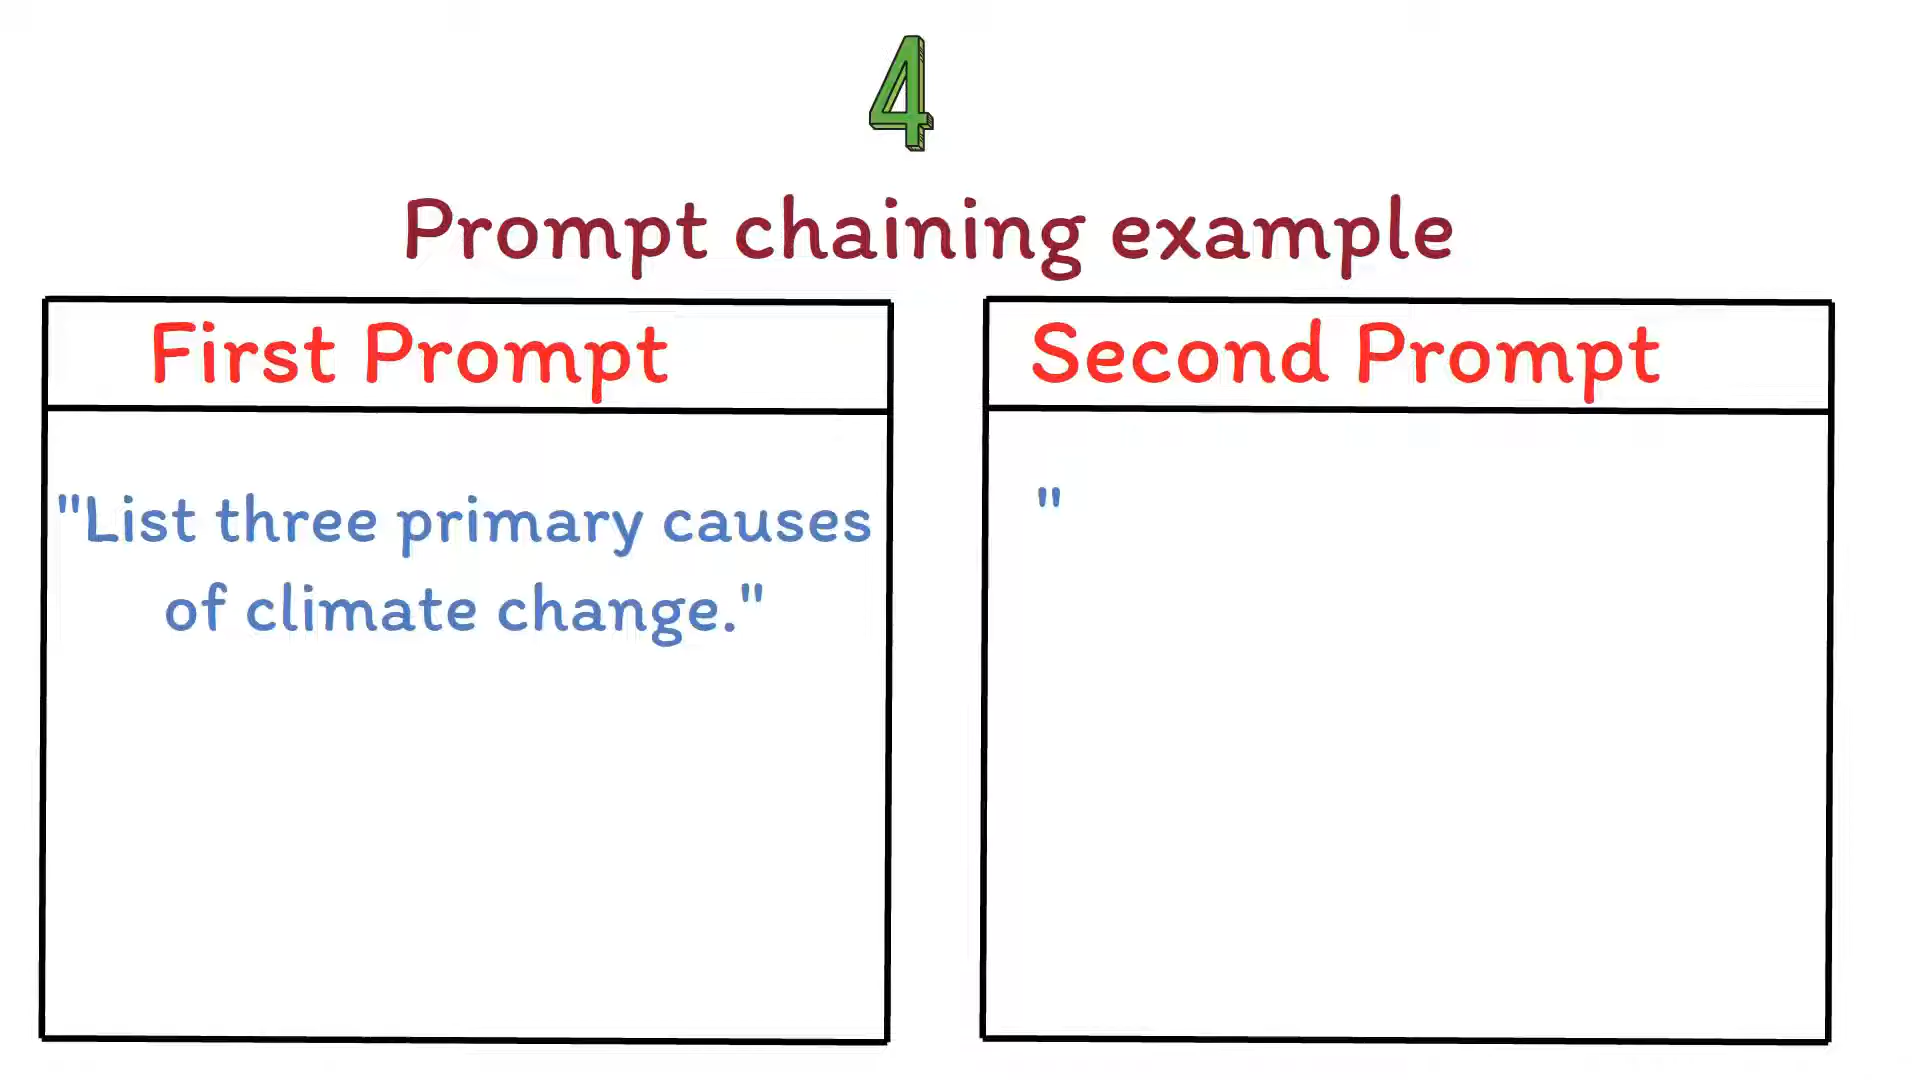 4
Prompt chaining example
First Prompt
"List three primary causes
of climate change."
Second Prompt
"